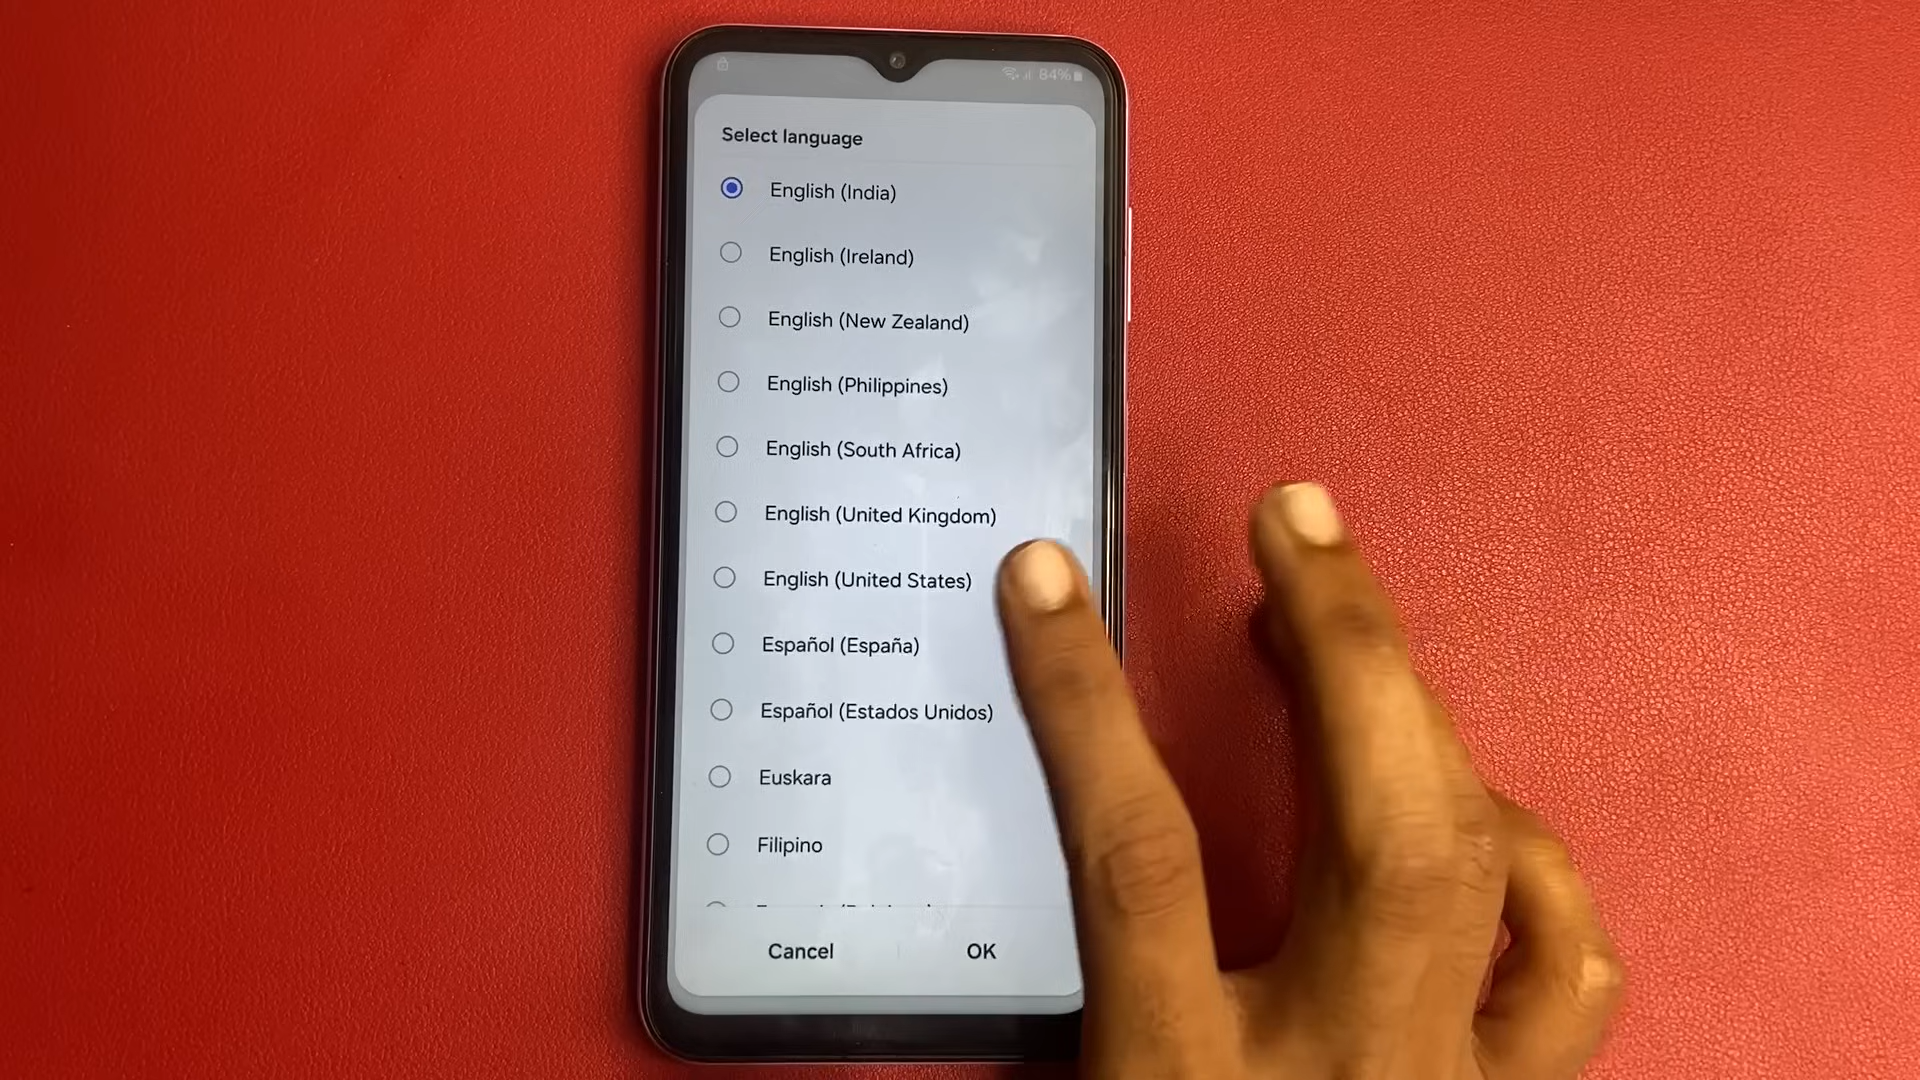 84%
Select language
English (India)
English (Ireland)
English (New Zealand)
English (Philippines)
English (South Africa)
English (United Kingdom)
English (United States)
Español (España)
Español (Estados Unidos)
Euskara
Filipino
Cancel
OK